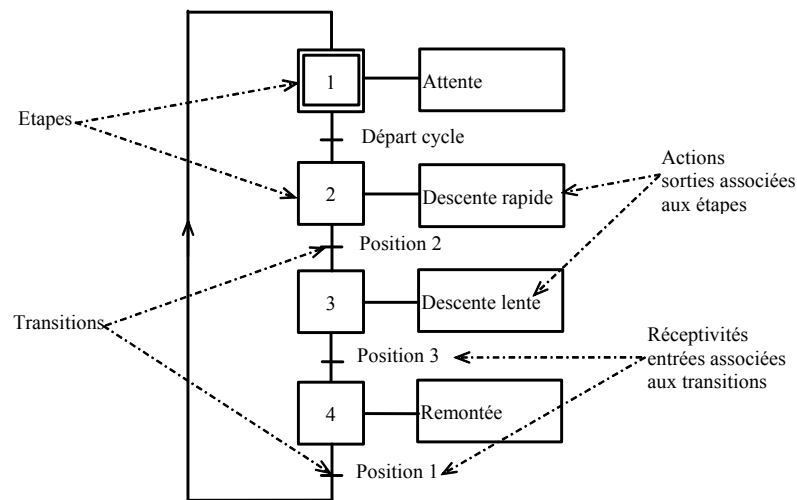 1
Attente
Etapes
Départ cycle
2
Descente rapide
Actions
sorties associées
aux étapes
Position 2
3
Descente lente
Transitions
Position 3
Réceptivités
entrées associées
aux transitions
4
Remontée
Position 1